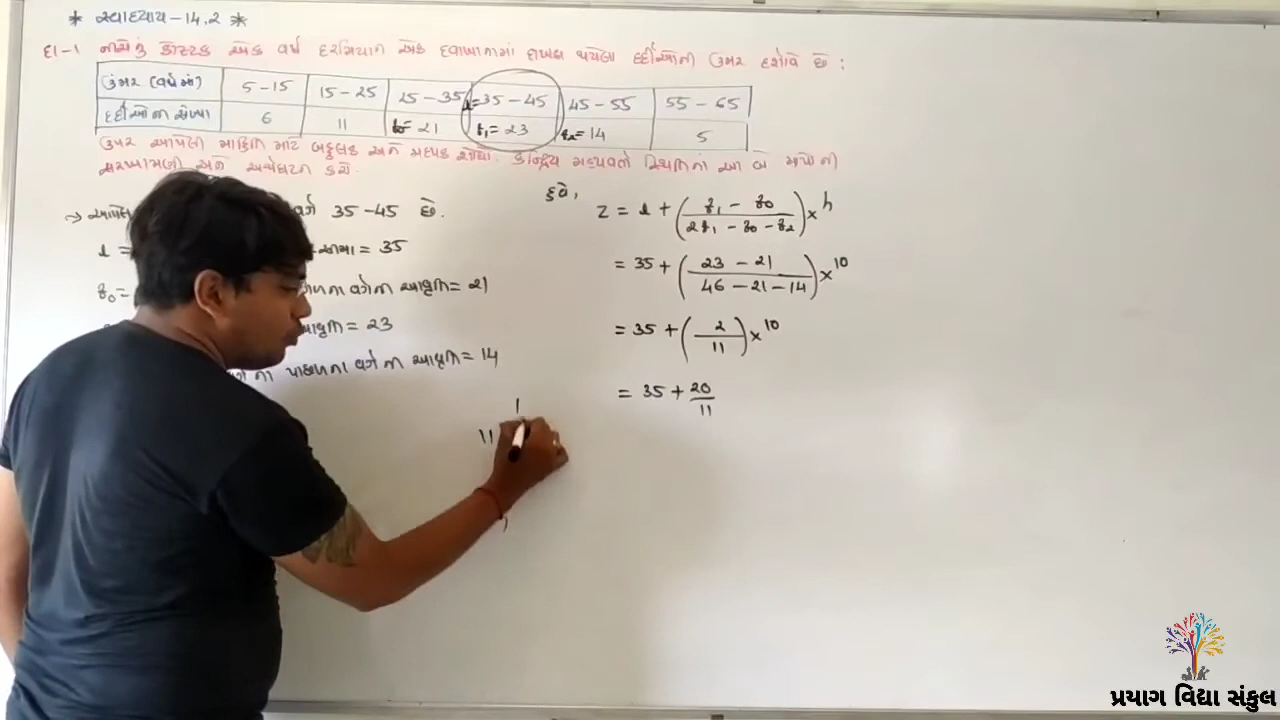 * સ્વાધ્યાય - 14.2 *
દા-૧ નીચેનું કોષ્ટક એક વર્ષ દરમિયાન એક દવાખાનામાં દાખલ થયેલા દર્દીઓની ઉંમર દર્શાવે છે :
ઉંમર (વર્ષમાં) 5-15 15-25 25-35 l=35-45 45-55 55-65
દર્દીઓની સંખ્યા 6 11 f₀= 21 f₁= 23 f₂= 14 5
ઉપર આપેલી માહિતી માટે બહુલક અને મધ્યક શોધો. કેન્દ્રિય મધ્યવર્તી સ્થિતિના આ બે માપોની
સરખામણી અને અર્થઘટન કરો.
→ વર્ગ 35-45 છે.
l = સીમા = 35
f₀= વર્ગની આવૃત્તિ = 21
આવૃત્તિ = 23
પાછળના વર્ગની આવૃત્તિ = 14
1
11
હવે,
Z = l + (f₁ - f₀ / 2f₁ - f₀ - f₂) × h
= 35 + (23 - 21 / 46 - 21 - 14) × 10
= 35 + (2 / 11) × 10
= 35 + 20/11
પ્રયાગ વિદ્યા સંકુલ